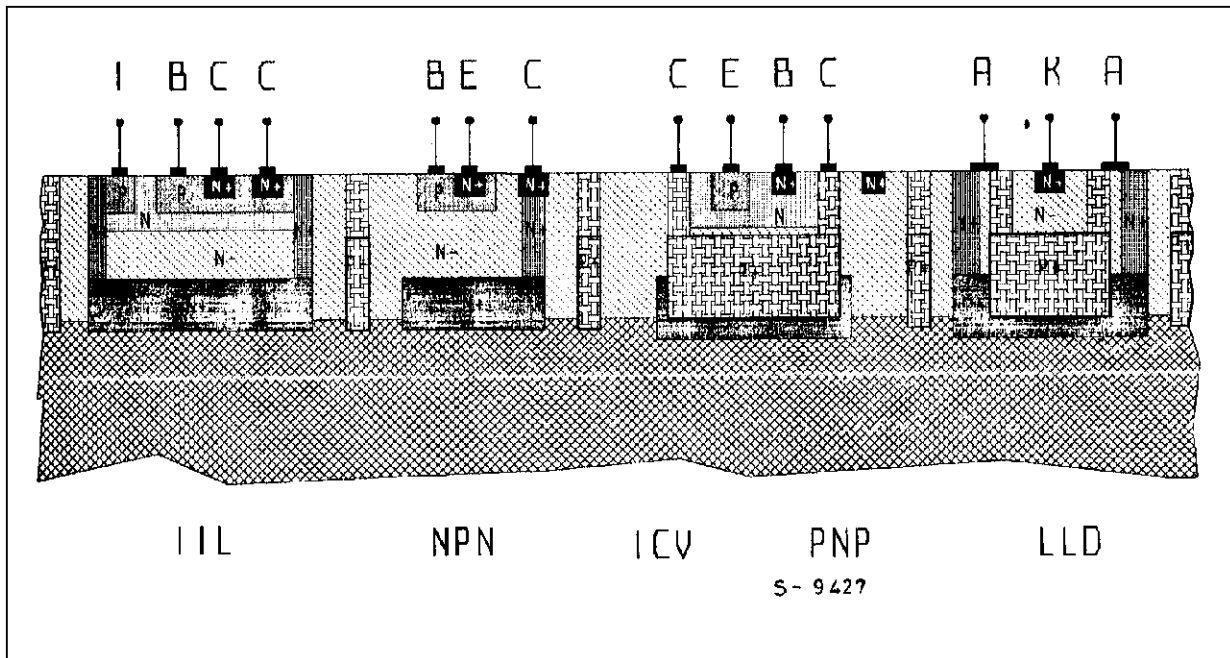 I B C C B E C C E B C A K A
P P N+ N+ P N+ N+ P N+ N+ N+
N N N- N+
N- N-
IIL NPN ICV PNP LLD
S-9427